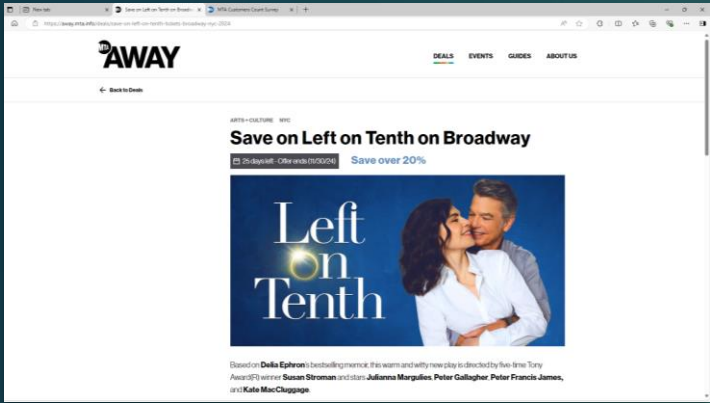 New tab
Save on Left on Tenth on Broadw
MTA Customers Count Survey
https://away.mta.info/deals/save-on-left-on-tenth-tickets-broadway-nyc-2024
MTA AWAY
DEALS EVENTS GUIDES ABOUT US
← Back to Deals
ARTS + CULTURE NYC
Save on Left on Tenth on Broadway
25 days left - Offer ends (11/30/24) Save over 20%
Left
on
Tenth
Based on Delia Ephron's bestselling memoir, this warm and witty new play is directed by five-time Tony
Award(R) winner Susan Stroman and stars Julianna Margulies, Peter Gallagher, Peter Francis James,
and Kate MacCluggage.